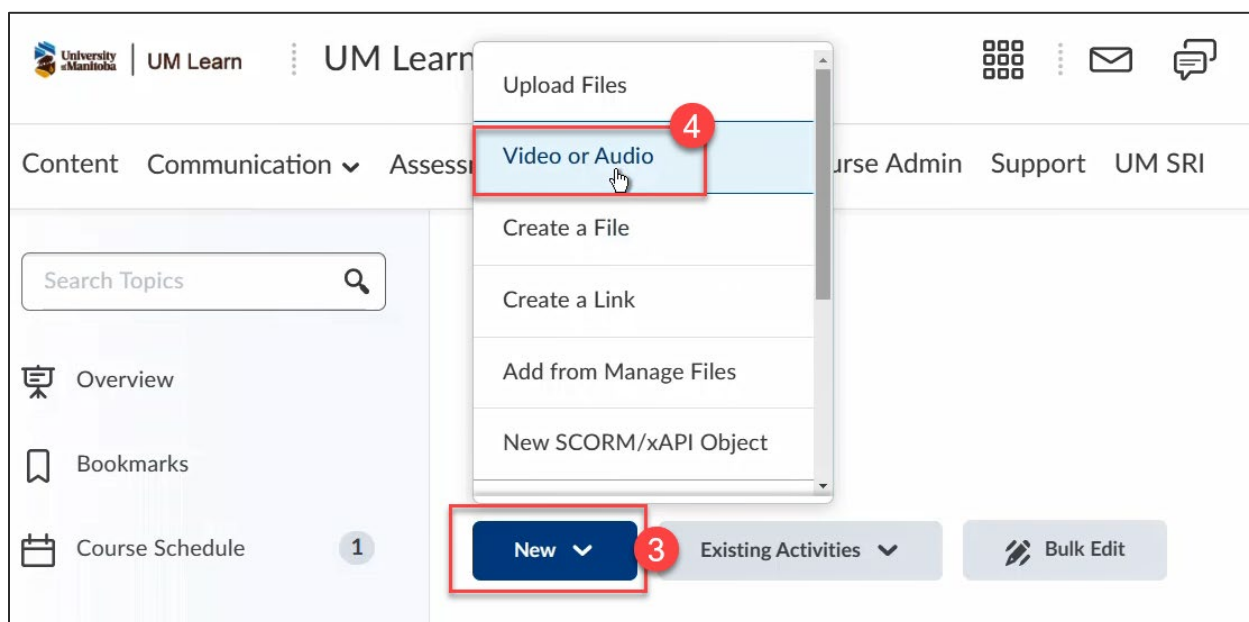 University
of Manitoba
UM Learn
UM Learn
Upload Files
4
Video or Audio
Content
Communication
Support
UM SRI
Admin
Create a File
Search Topics
Create a Link
Overview
Add from Manage Files
Bookmarks
New SCORM/xAPI Object
Course Schedule
1
New
3
Existing Activities
Bulk Edit